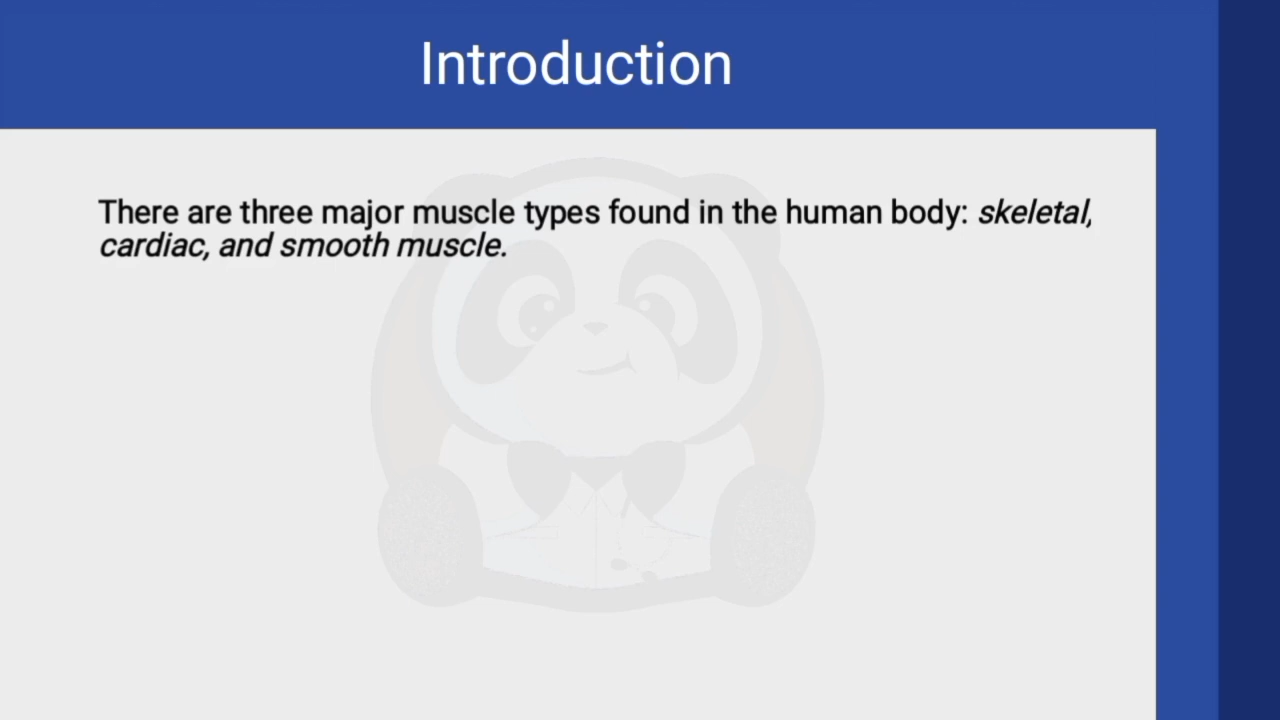 Introduction
There are three major muscle types found in the human body: skeletal,
cardiac, and smooth muscle.